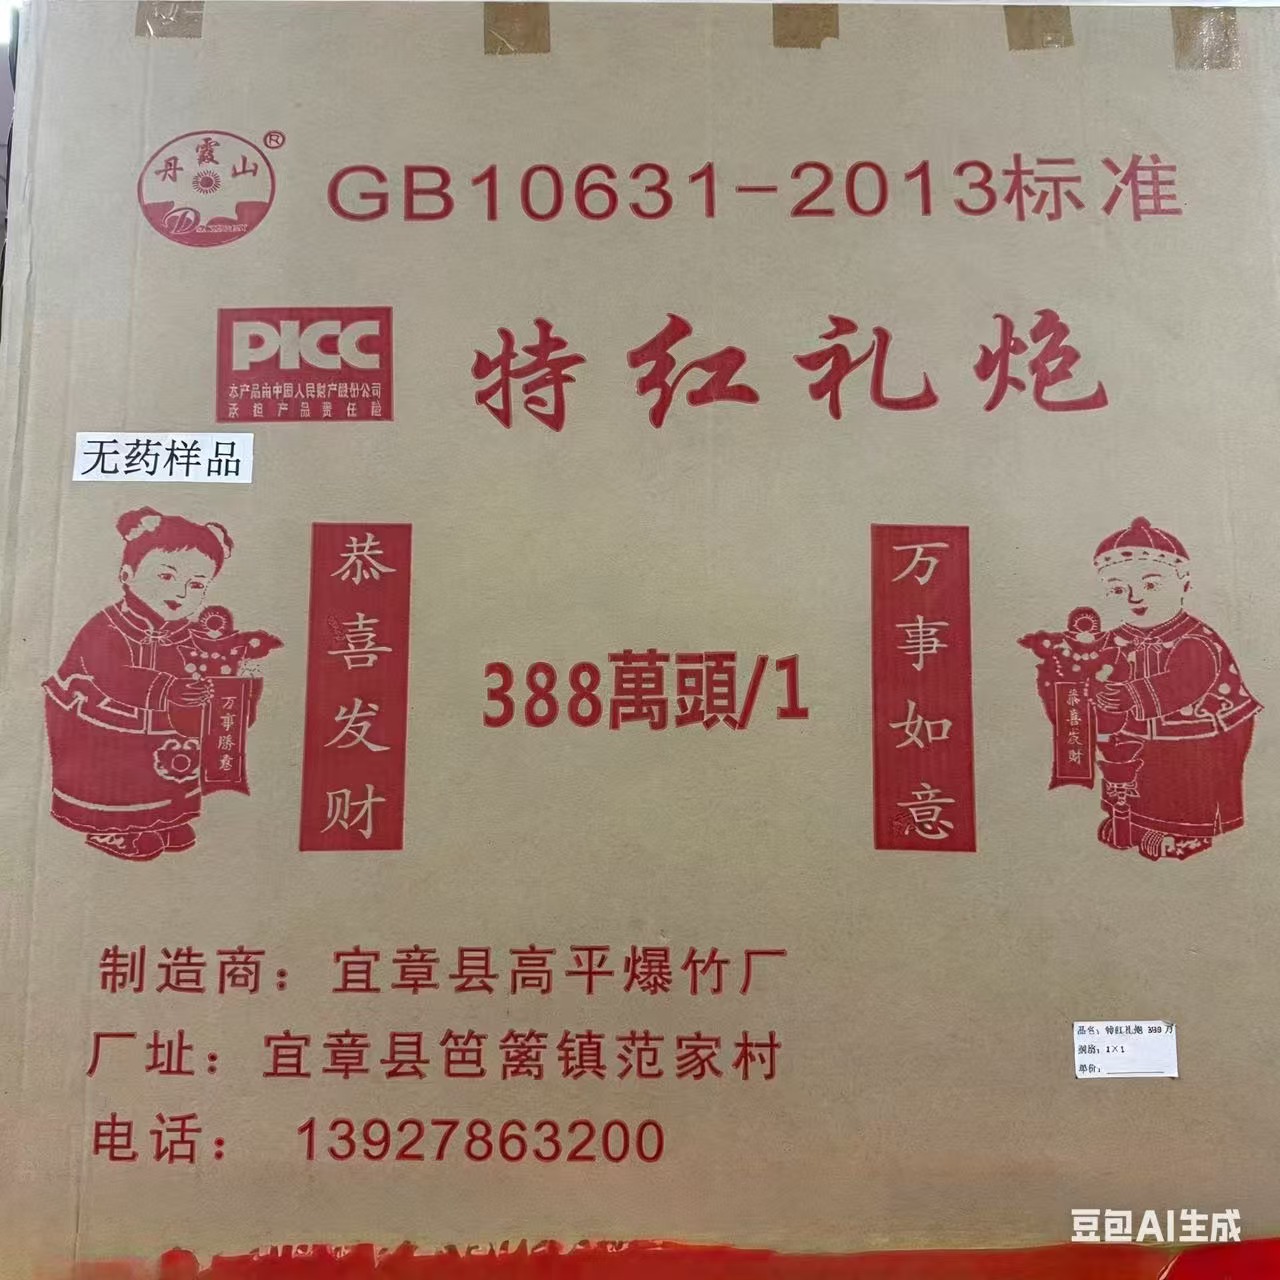 丹霞山
®
GB10631-2013标准
PICC
本产品由中国人民财产股份公司
承担产品责任险
特红礼炮
无药样品
恭喜发财
万事如意
万事勝意
恭喜发财
388萬頭/1
制造商：宜章县高平爆竹厂
厂址：宜章县笆篱镇范家村
电话：13927863200
品名：特红礼炮 388 万
规格：1×1
单价：
豆包AI生成